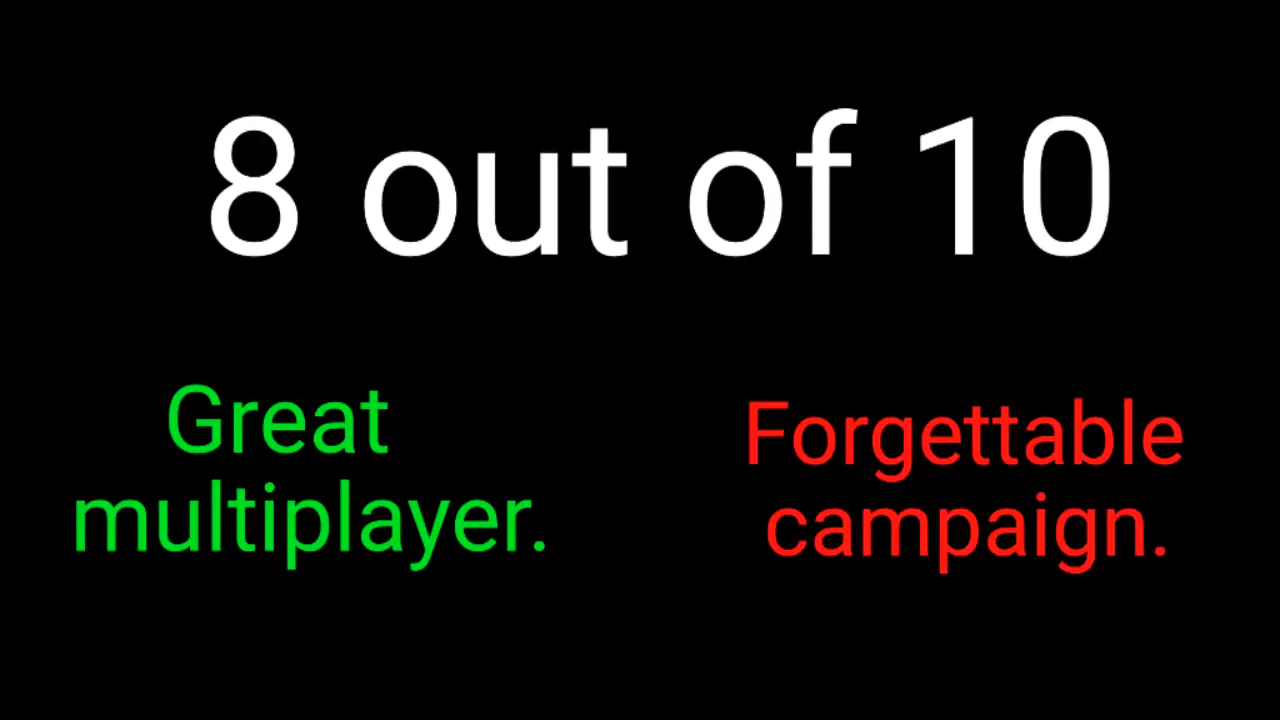 8 out of 10
Great
multiplayer.
Forgettable
campaign.